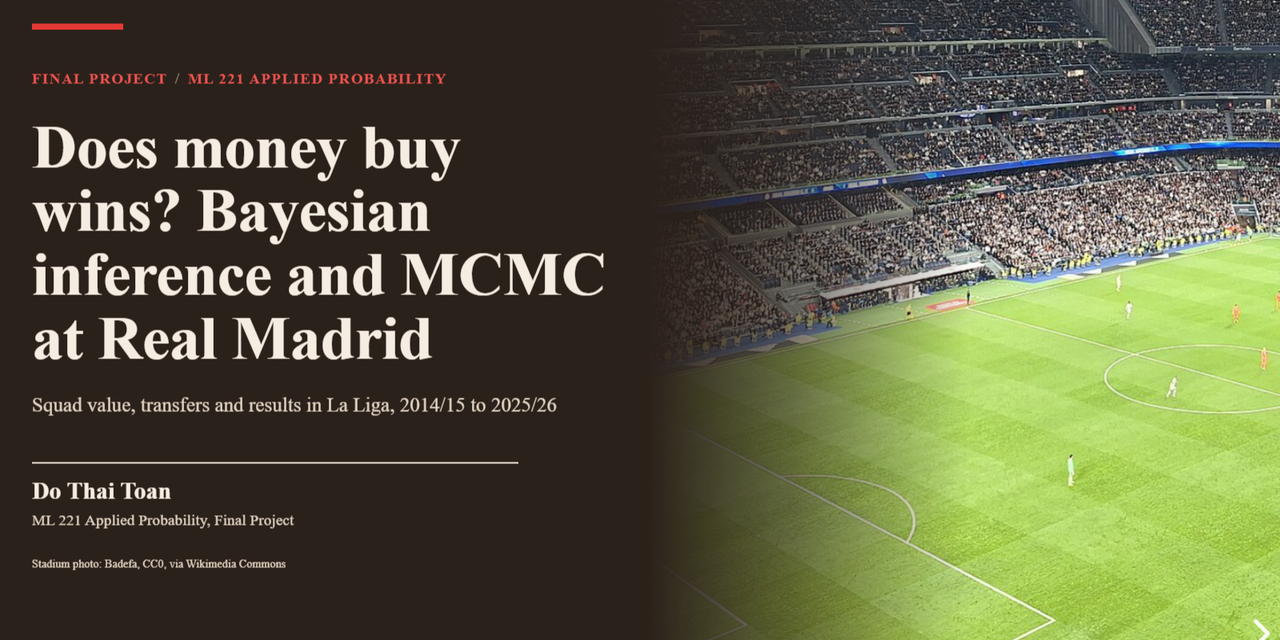 FINAL PROJECT / ML 221 APPLIED PROBABILITY
Does money buy
wins? Bayesian
inference and MCMC
at Real Madrid
Squad value, transfers and results in La Liga, 2014/15 to 2025/26
Do Thai Toan
ML 221 Applied Probability, Final Project
Stadium photo: Badefa, CC0, via Wikimedia Commons